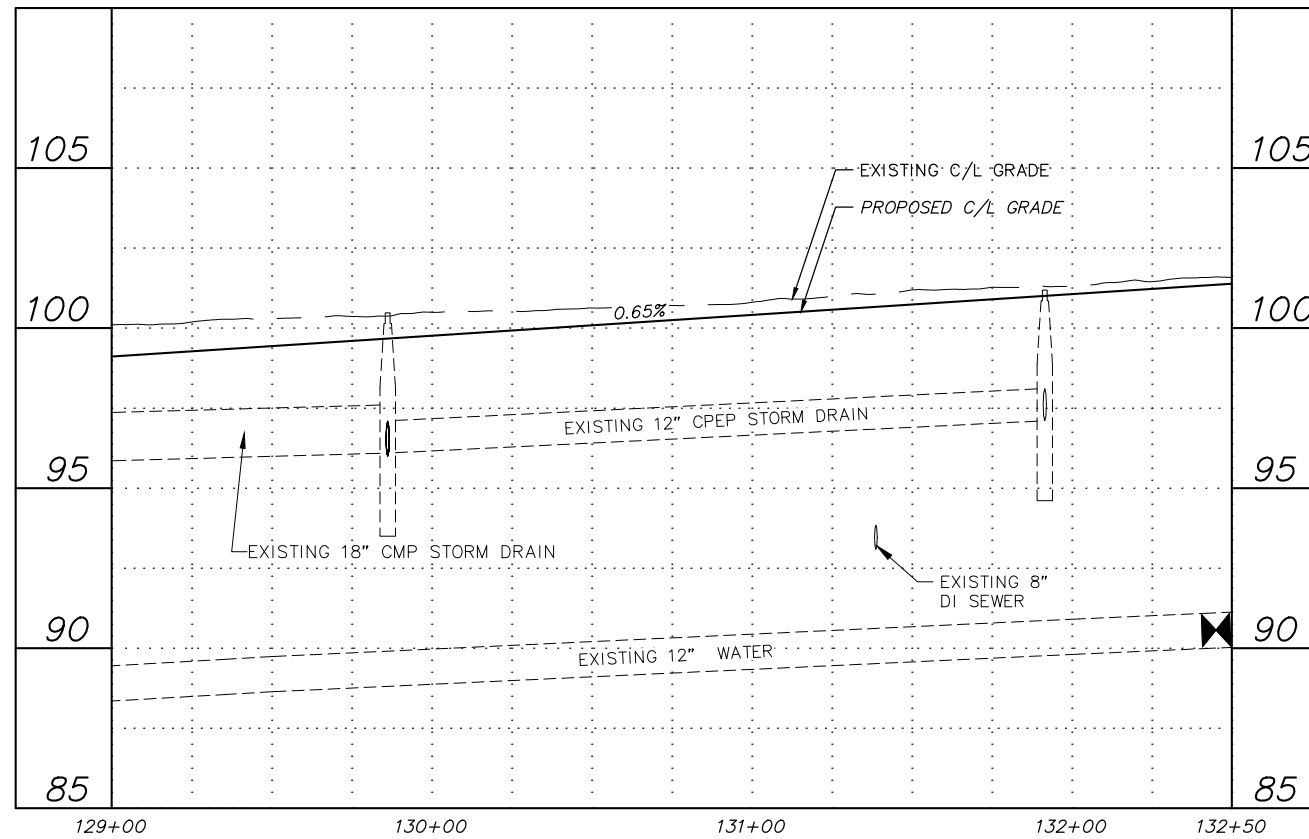 105
105
EXISTING C/L GRADE
PROPOSED C/L GRADE
100
0.65%
100
EXISTING 12" CPEP STORM DRAIN
95
95
EXISTING 18" CMP STORM DRAIN
EXISTING 8"
DI SEWER
90
90
EXISTING 12" WATER
85
85
129+00
130+00
131+00
132+00
132+50